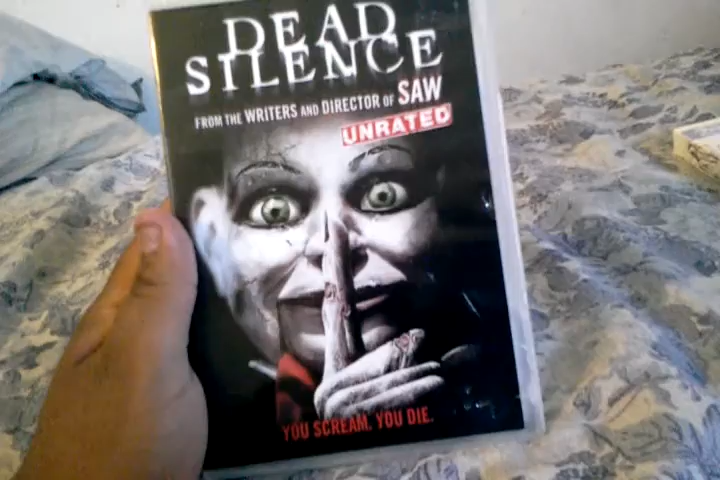 DEAD
SILENCE
FROM THE WRITERS AND DIRECTOR OF SAW
UNRATED
YOU SCREAM. YOU DIE.